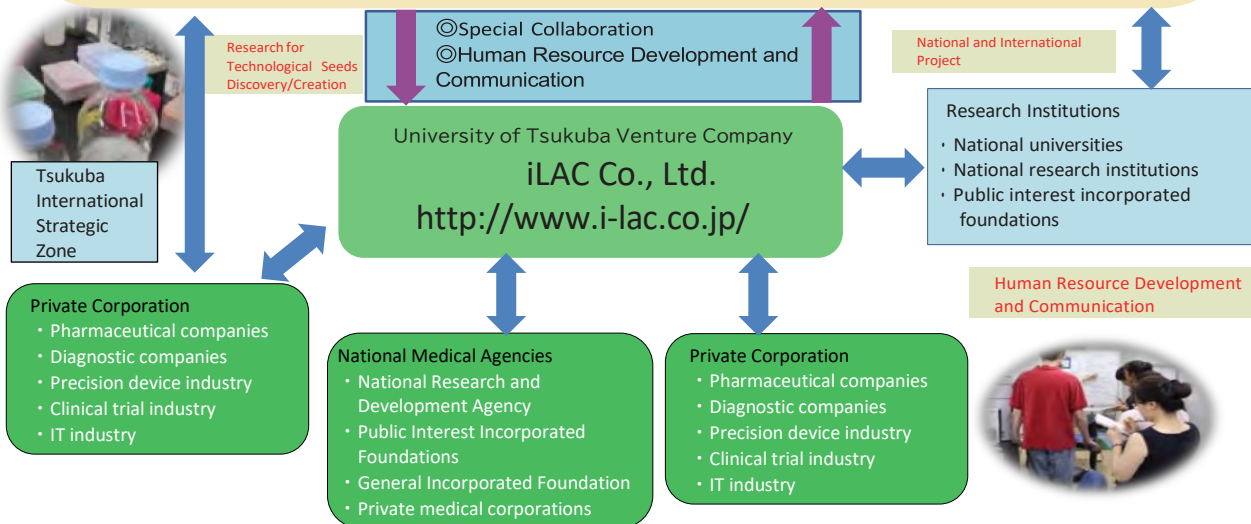 ◎Special Collaboration
◎Human Resource Development and
Communication
Research for
Technological Seeds
Discovery/Creation
National and International
Project
University of Tsukuba Venture Company
iLAC Co., Ltd.
http://www.i-lac.co.jp/
Research Institutions
・National universities
・National research institutions
・Public interest incorporated
foundations
Tsukuba
International
Strategic
Zone
Human Resource Development
and Communication
Private Corporation
・Pharmaceutical companies
・Diagnostic companies
・Precision device industry
・Clinical trial industry
・IT industry
National Medical Agencies
・National Research and
Development Agency
・Public Interest Incorporated
Foundations
・General Incorporated Foundation
・Private medical corporations
Private Corporation
・Pharmaceutical companies
・Diagnostic companies
・Precision device industry
・Clinical trial industry
・IT industry